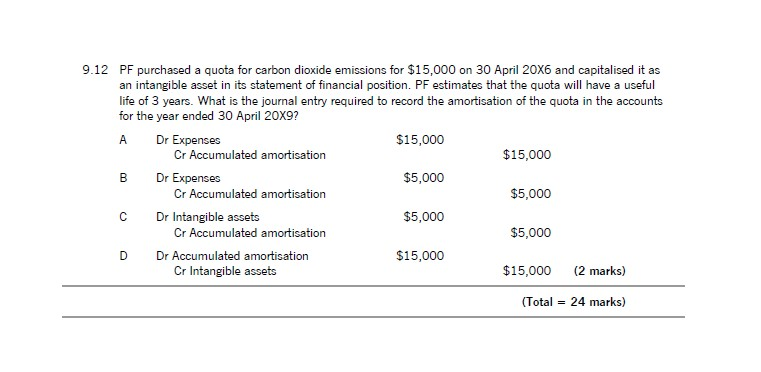 9.12 PF purchased a quota for carbon dioxide emissions for $15,000 on 30 April 20X6 and capitalised it as
an intangible asset in its statement of financial position. PF estimates that the quota will have a useful
life of 3 years. What is the journal entry required to record the amortisation of the quota in the accounts
for the year ended 30 April 20X9?
A Dr Expenses $15,000
Cr Accumulated amortisation $15,000
B Dr Expenses $5,000
Cr Accumulated amortisation $5,000
C Dr Intangible assets $5,000
Cr Accumulated amortisation $5,000
D Dr Accumulated amortisation $15,000
Cr Intangible assets $15,000 (2 marks)
(Total = 24 marks)